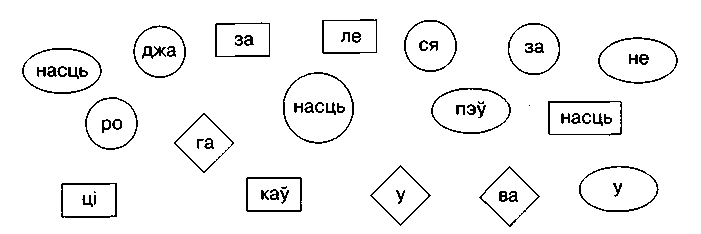 насць джа за ле ся за не
ро га насць пэў насць
ці каў у ва у